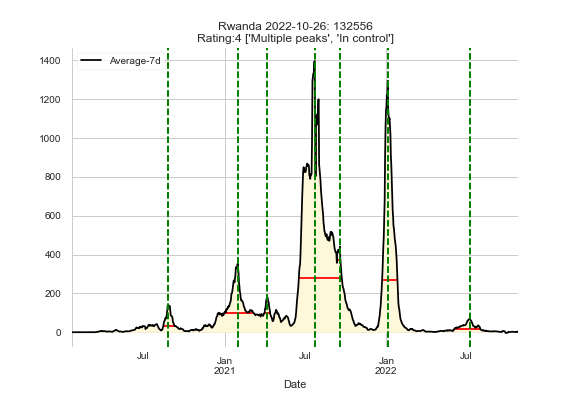 Rwanda 2022-10-26: 132556
Rating:4 ['Multiple peaks', 'In control']
Average-7d
1400
1200
1000
800
600
400
200
0
Jul
Jan
2021
Jul
Jan
2022
Jul
Date